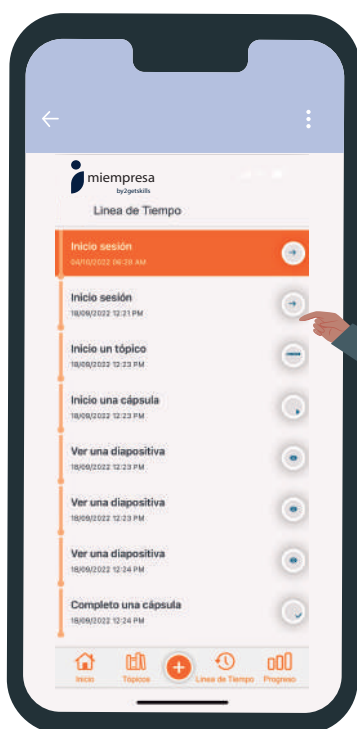 miempresa
by2getskills
Linea de Tiempo
Inicio sesión
04/10/2022 06:20 AM
Inicio sesión
18/09/2022 12:21 PM
Inicio un tópico
18/09/2022 12:23 PM
Inicio una cápsula
18/09/2022 12:23 PM
Ver una diapositiva
18/09/2022 12:23 PM
Ver una diapositiva
18/09/2022 12:23 PM
Ver una diapositiva
18/09/2022 12:24 PM
Completo una cápsula
18/09/2022 12:24 PM
Inicio Tópicos Linea de Tiempo Progreso